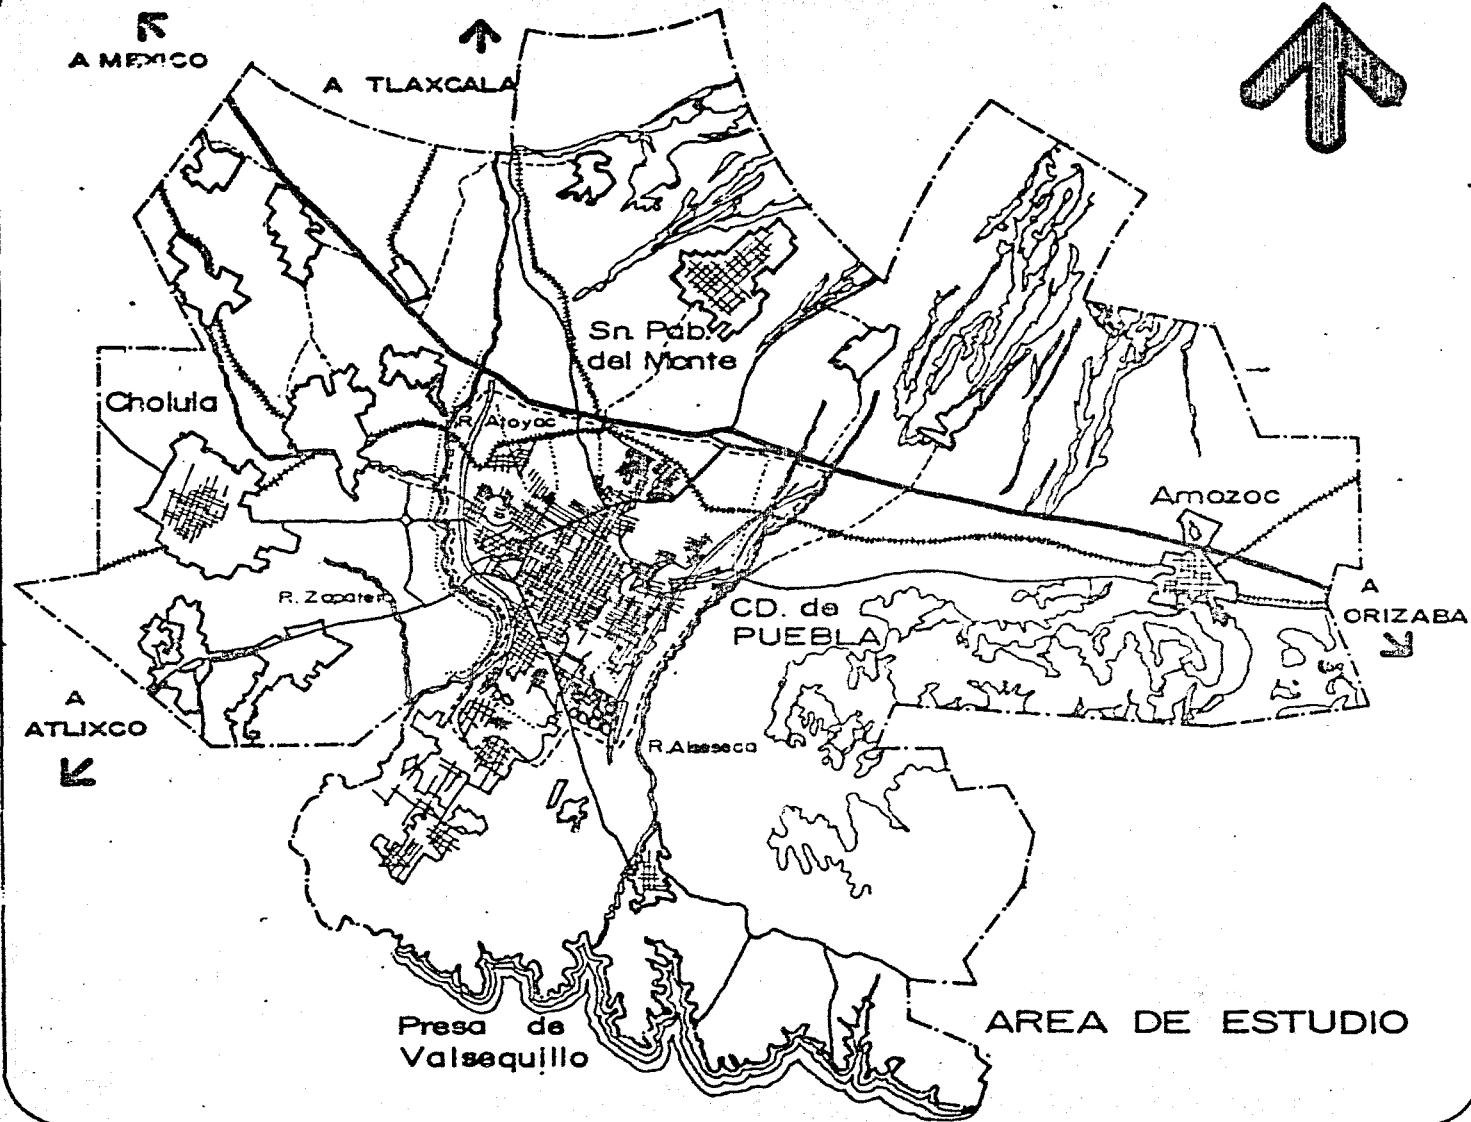 A MEXICO
A TLAXCALA
Sn. Pab.
del Monte
Cholula
R. Atoyac
Amozoc
R. Zapatero
CD. de
PUEBLA
A
ORIZABA
A
ATLIXCO
R. Alseseca
Presa de
Valsequillo
AREA DE ESTUDIO